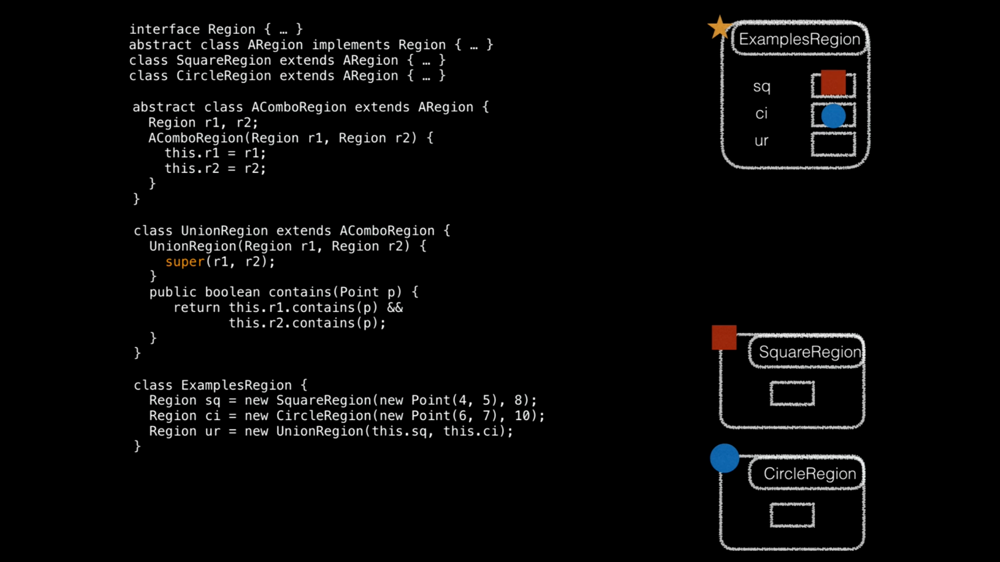 interface Region { … }
abstract class ARegion implements Region { … }
class SquareRegion extends ARegion { … }
class CircleRegion extends ARegion { … }
abstract class AComboRegion extends ARegion {
Region r1, r2;
AComboRegion(Region r1, Region r2) {
this.r1 = r1;
this.r2 = r2;
}
}
class UnionRegion extends AComboRegion {
UnionRegion(Region r1, Region r2) {
super(r1, r2);
}
public boolean contains(Point p) {
return this.r1.contains(p) &&
this.r2.contains(p);
}
}
class ExamplesRegion {
Region sq = new SquareRegion(new Point(4, 5), 8);
Region ci = new CircleRegion(new Point(6, 7), 10);
Region ur = new UnionRegion(this.sq, this.ci);
}
ExamplesRegion
sq
ci
ur
SquareRegion
CircleRegion